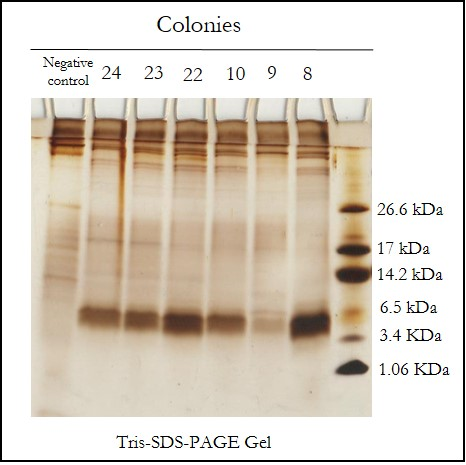 Colonies
Negative control 24 23 22 10 9 8
26.6 kDa
17 kDa
14.2 kDa
6.5 kDa
3.4 KDa
1.06 KDa
Tris-SDS-PAGE Gel